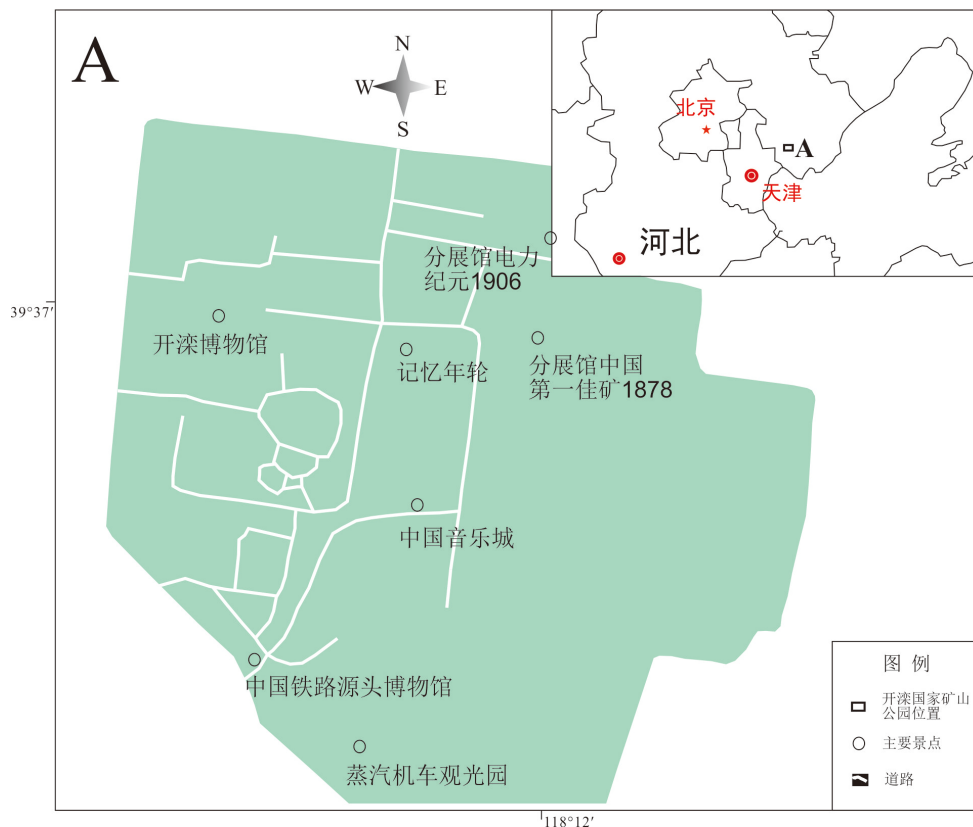 A
N
W E
S
北京
A
天津
河北
分展馆电力
纪元1906
39°37′
开滦博物馆
记忆年轮
分展馆中国
第一佳矿1878
中国音乐城
中国铁路源头博物馆
蒸汽机车观光园
图 例
开滦国家矿山
公园位置
主要景点
道路
118°12′